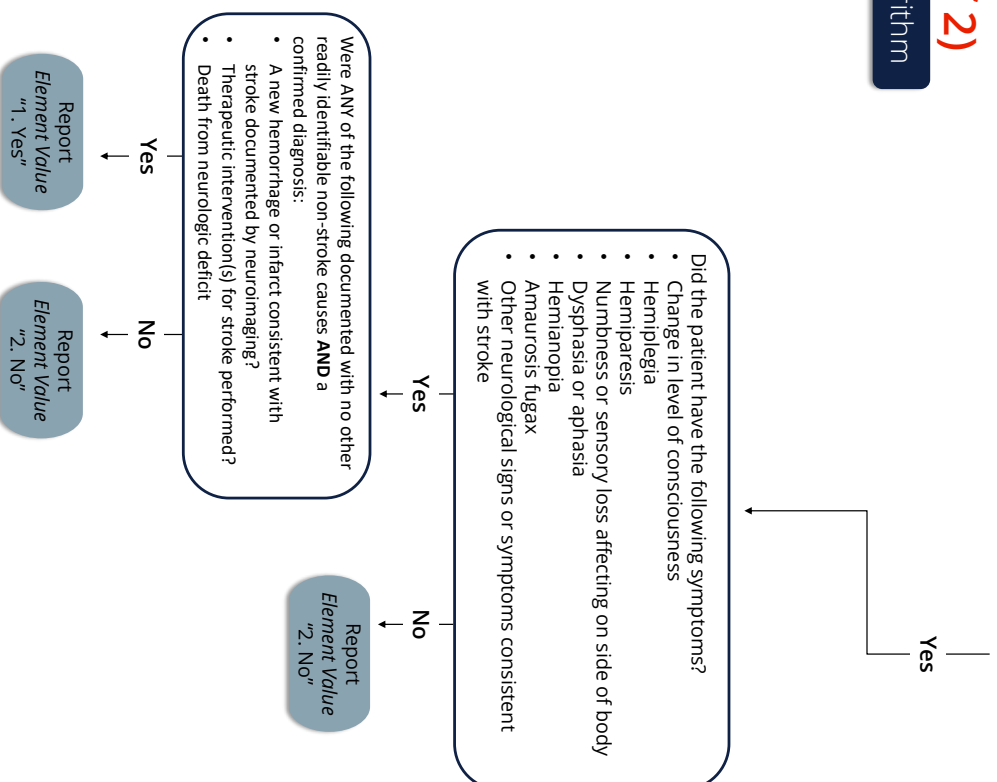 2)
rithm
Yes
Did the patient have the following symptoms?
• Change in level of consciousness
• Hemiplegia
• Hemiparesis
• Numbness or sensory loss affecting on side of body
• Dysphasia or aphasia
• Hemianopia
• Amaurosis fugax
• Other neurological signs or symptoms consistent
with stroke
Yes
No
Were ANY of the following documented with no other
readily identifiable non-stroke causes AND a
confirmed diagnosis:
• A new hemorrhage or infarct consistent with
stroke documented by neuroimaging?
• Therapeutic intervention(s) for stroke performed?
• Death from neurologic deficit
Report
Element Value
“2. No”
Yes
No
Report
Element Value
“1. Yes”
Report
Element Value
“2. No”